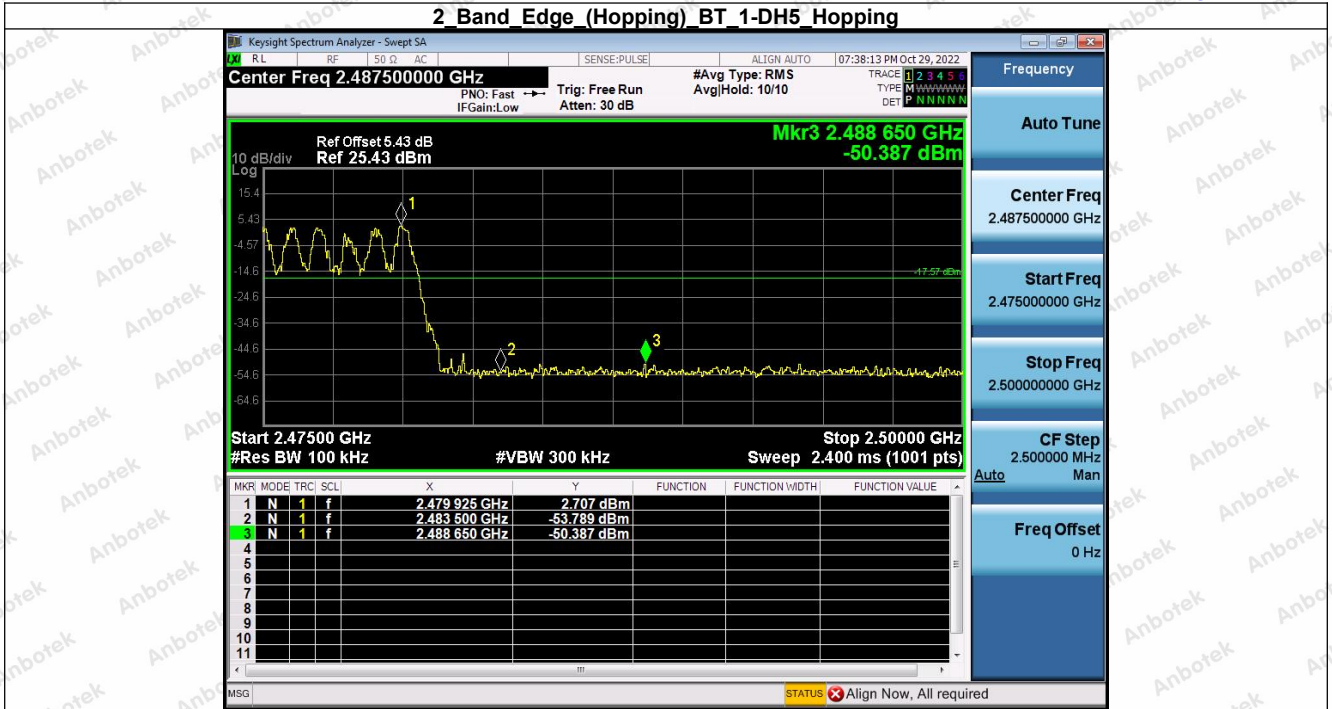 2_Band_Edge_(Hopping)_BT_1-DH5_Hopping
Keysight Spectrum Analyzer - Swept SA
LXI RL RF 50 Ω AC SENSE:PULSE ALIGN AUTO 07:38:13 PM Oct 29, 2022
Center Freq 2.487500000 GHz #Avg Type: RMS TRACE 1 2 3 4 5 6
PNO: Fast Trig: Free Run Avg|Hold: 10/10 TYPE M W W W W W
IFGain:Low Atten: 30 dB DET P N N N N N
Mkr3 2.488 650 GHz
Ref Offset 5.43 dB
10 dB/div Ref 25.43 dBm -50.387 dBm
Log
15.4
5.43
-4.57
-14.6
-24.6
-34.6
-44.6
-54.6
-64.6
1
2
3
-17.57 dBm
Start 2.47500 GHz Stop 2.50000 GHz
#Res BW 100 kHz #VBW 300 kHz Sweep 2.400 ms (1001 pts)
MKR MODE TRC SCL X Y FUNCTION FUNCTION WIDTH FUNCTION VALUE
1 N 1 f 2.479 925 GHz 2.707 dBm
2 N 1 f 2.483 500 GHz -53.789 dBm
3 N 1 f 2.488 650 GHz -50.387 dBm
4
5
6
7
8
9
10
11
MSG STATUS Align Now, All required
Frequency
Auto Tune
Center Freq
2.487500000 GHz
Start Freq
2.475000000 GHz
Stop Freq
2.500000000 GHz
CF Step
2.500000 MHz
Auto Man
Freq Offset
0 Hz
Anbotek